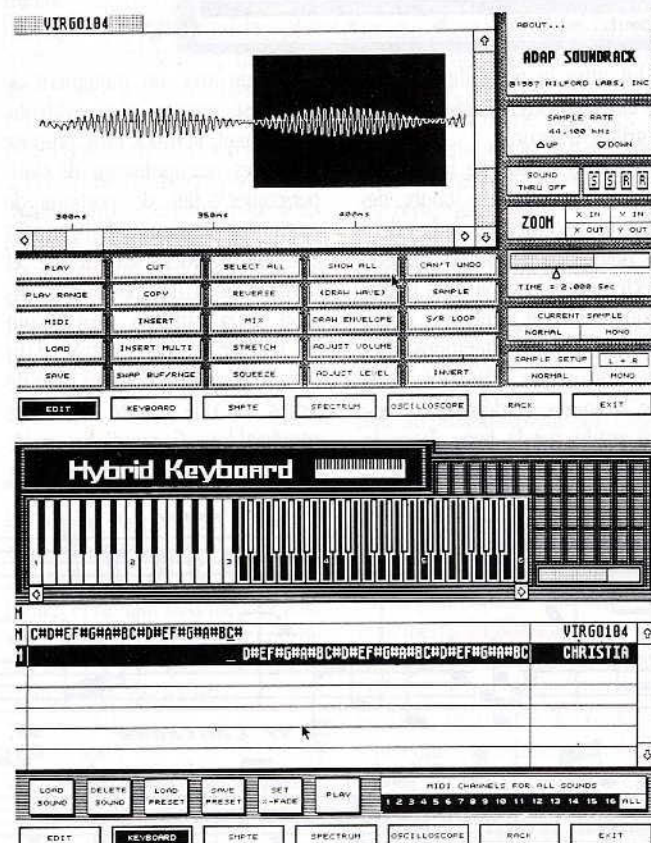 VIRG0184
ABOUT...
ADAP SOUNDRACK
©1987 MILFORD LABS, INC
SAMPLE RATE
44.100 kHz
UP DOWN
SOUND
THRU OFF S S R R
ZOOM X IN Y IN
X OUT Y OUT
300ms 350ms 400ms
TIME = 2.000 Sec
PLAY CUT SELECT ALL SHOW ALL CAN'T UNDO
PLAY RANGE COPY REVERSE (DRAW WAVE) SAMPLE
MIDI INSERT MIX DRAW ENVELOPE S/R LOOP
LOAD INSERT MULTI STRETCH ADJUST VOLUME
SAVE SWAP BUF/RNGE SQUEEZE ADJUST LEVEL INVERT
CURRENT SAMPLE
NORMAL MONO
SAMPLE SETUP L + R
NORMAL MONO
EDIT KEYBOARD SMPTE SPECTRUM OSCILLOSCOPE RACK EXIT
Hybrid Keyboard
1 2 3 4 5 6
M
M C#D#EF#G#A#BC#D#EF#G#A#BC# VIRG0184
M _ D#EF#G#A#BC#D#EF#G#A#BC#D#EF#G#A#BC CHRISTIA
LOAD SOUND DELETE SOUND LOAD PRESET SAVE PRESET SET X-FADE PLAY
MIDI CHANNELS FOR ALL SOUNDS
1 2 3 4 5 6 7 8 9 10 11 12 13 14 15 16 ALL
EDIT KEYBOARD SMPTE SPECTRUM OSCILLOSCOPE RACK EXIT